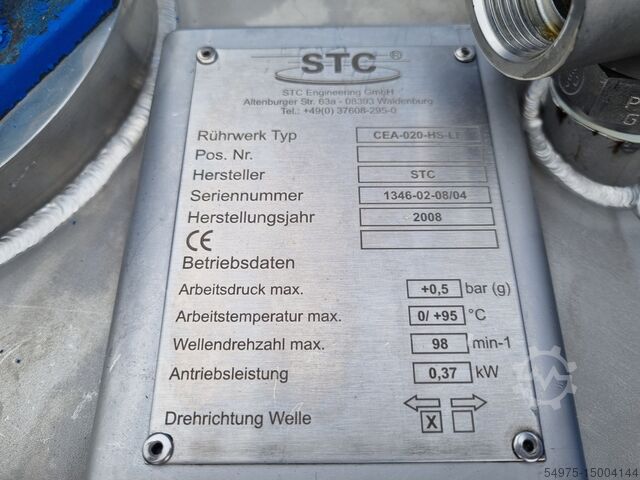 STC ®
STC Engineering GmbH
Altenburger Str. 63a - 08393 Waldenburg
Tel.: +49(0) 37608-295-0
Rührwerk Typ CEA-020-HS-LF
Pos. Nr.
Hersteller STC
Seriennummer 1346-02-08/04
Herstellungsjahr 2008
CE
Betriebsdaten
Arbeitsdruck max. +0,5 bar (g)
Arbeitstemperatur max. 0/ +95 °C
Wellendrehzahl max. 98 min-1
Antriebsleistung 0,37 kW
Drehrichtung Welle X
54975-15004144